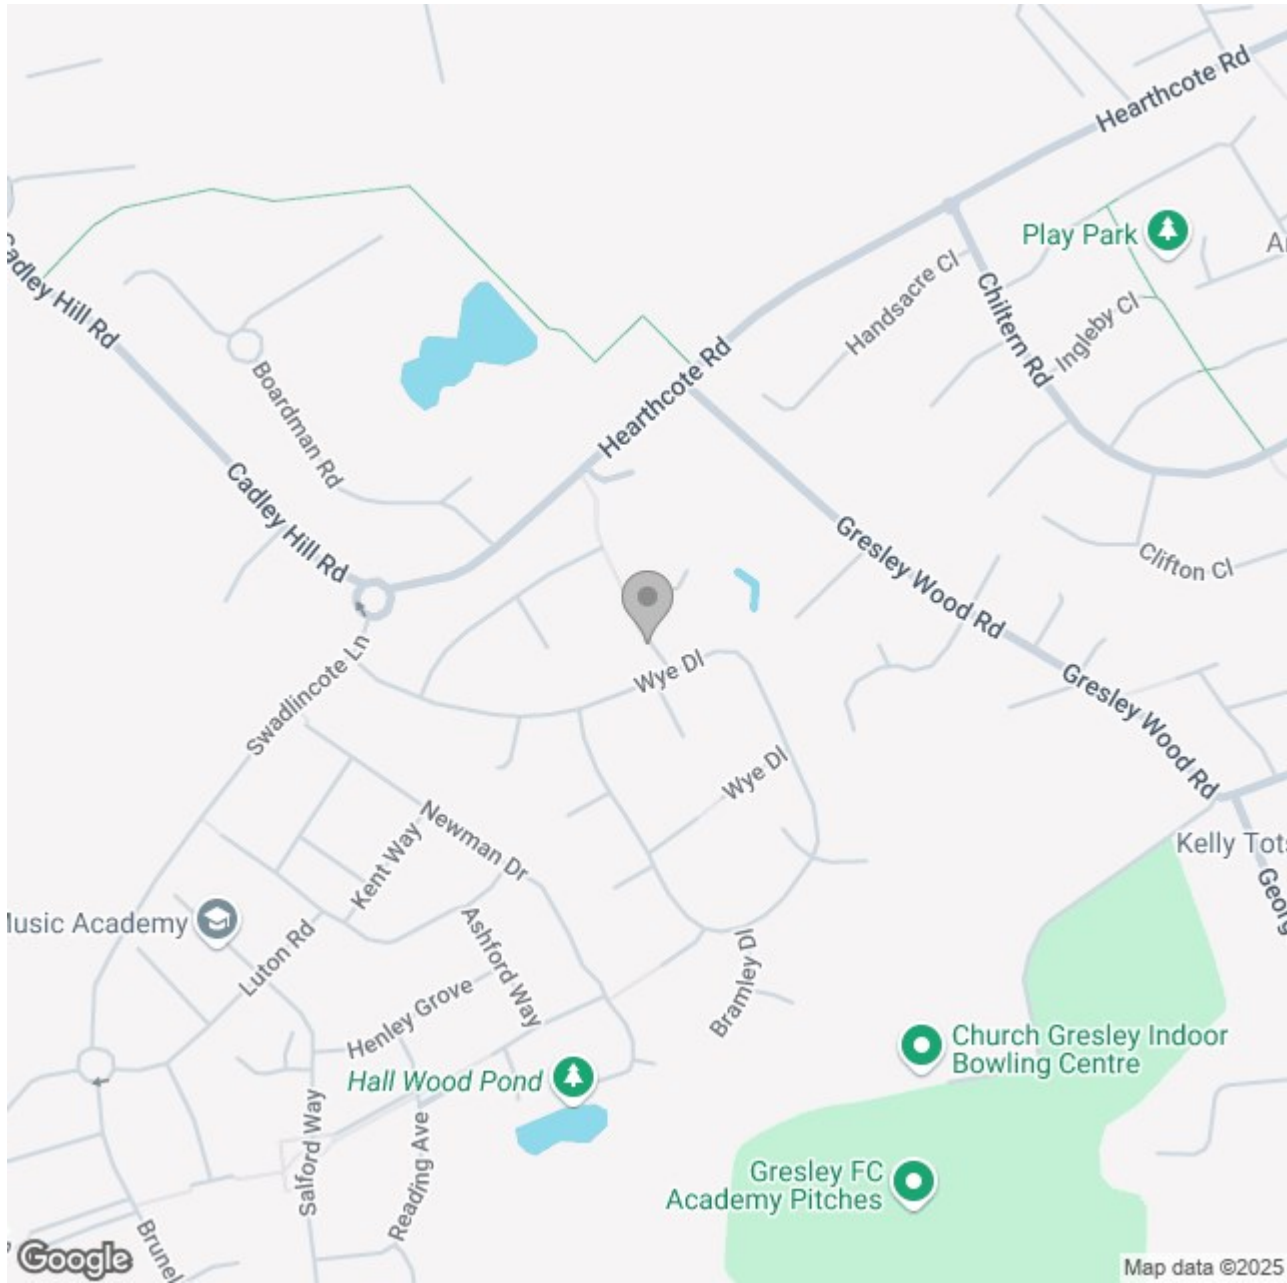 Hearthcote Rd
Play Park
Handsacre Cl
Chiltern Rd
Ingleby Cl
Cadley Hill Rd
Boardman Rd
Hearthcote Rd
Cadley Hill Rd
Gresley Wood Rd
Clifton Cl
Swadlincote Ln
Wye Dl
Gresley Wood Rd
Wye Dl
Newman Dr
Kent Way
Kelly Tots
Georg
Music Academy
Luton Rd
Ashford Way
Bramley Dl
Henley Grove
Church Gresley Indoor
Bowling Centre
Hall Wood Pond
Salford Way
Reading Ave
Gresley FC
Academy Pitches
Brunel
Google
Map data ©2025